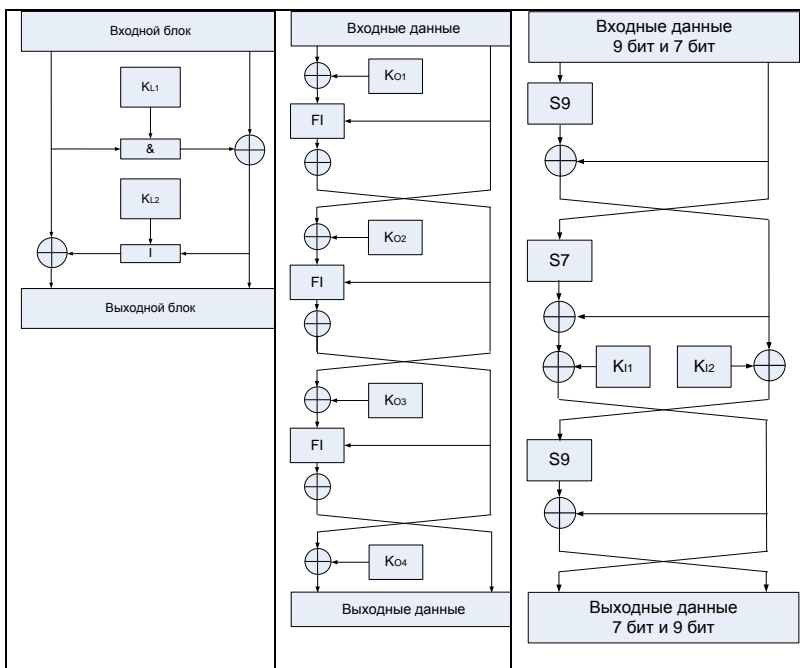 Входной блок
KL1
&
KL2
I
Выходной блок
Входные данные
KO1
FI
KO2
FI
KO3
FI
KO4
Выходные данные
Входные данные
9 бит и 7 бит
S9
S7
KI1
KI2
S9
Выходные данные
7 бит и 9 бит